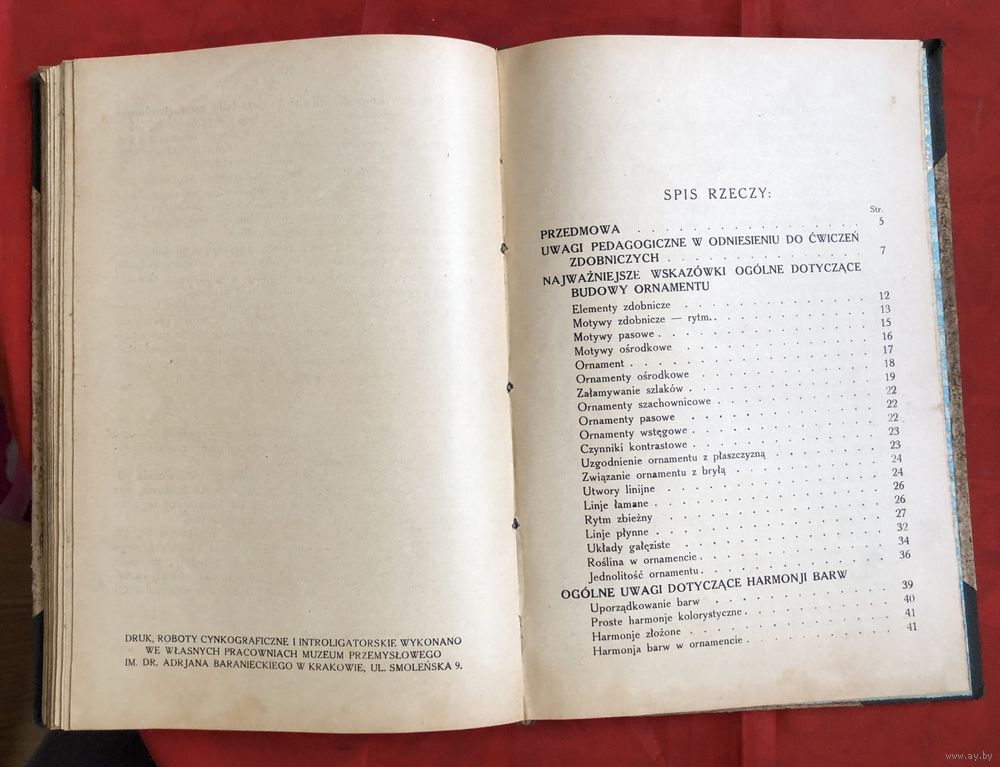 DRUK, ROBOTY CYNKOGRAFICZNE I INTROLIGATORSKIE WYKONANO
WE WŁASNYCH PRACOWNIACH MUZEUM PRZEMYSŁOWEGO
IM. DR. ADRJANA BARANIECKIEGO W KRAKOWIE, UL. SMOLEŃSKA 9.
SPIS RZECZY:
Str.
PRZEDMOWA . . . . . . . . . . . . 5
UWAGI PEDAGOGICZNE W ODNIESIENIU DO ĆWICZEŃ
ZDOBNICZYCH . . . . . . . . . . . 7
NAJWAŻNIEJSZE WSKAZÓWKI OGÓLNE DOTYCZĄCE
BUDOWY ORNAMENTU
Elementy zdobnicze . . . . . . . . . . 12
Motywy zdobnicze — rytm. . . . . . . . . 13
Motywy pasowe . . . . . . . . . . . 15
Motywy ośrodkowe . . . . . . . . . . 16
Ornament . . . . . . . . . . . . 17
Ornamenty ośrodkowe . . . . . . . . . 18
Załamywanie szlaków . . . . . . . . . 19
Ornamenty szachownicowe . . . . . . . . 22
Ornamenty pasowe . . . . . . . . . . 22
Ornamenty wstęgowe . . . . . . . . . 22
Czynniki kontrastowe . . . . . . . . . 23
Uzgodnienie ornamentu z płaszczyzną . . . . . . 23
Związanie ornamentu z bryłą . . . . . . . 24
Utwory linijne . . . . . . . . . . . 24
Linje łamane . . . . . . . . . . . 26
Rytm zbieżny . . . . . . . . . . . 26
Linje płynne . . . . . . . . . . . 27
Układy gałęziste . . . . . . . . . . 32
Roślina w ornamencie . . . . . . . . . 34
Jednolitość ornamentu . . . . . . . . . 36
OGÓLNE UWAGI DOTYCZĄCE HARMONJI BARW
Uporządkowanie barw . . . . . . . . . 39
Proste harmonje kolorystyczne . . . . . . . 40
Harmonje złożone . . . . . . . . . . 41
Harmonja barw w ornamencie . . . . . . . 41
www.ay.by